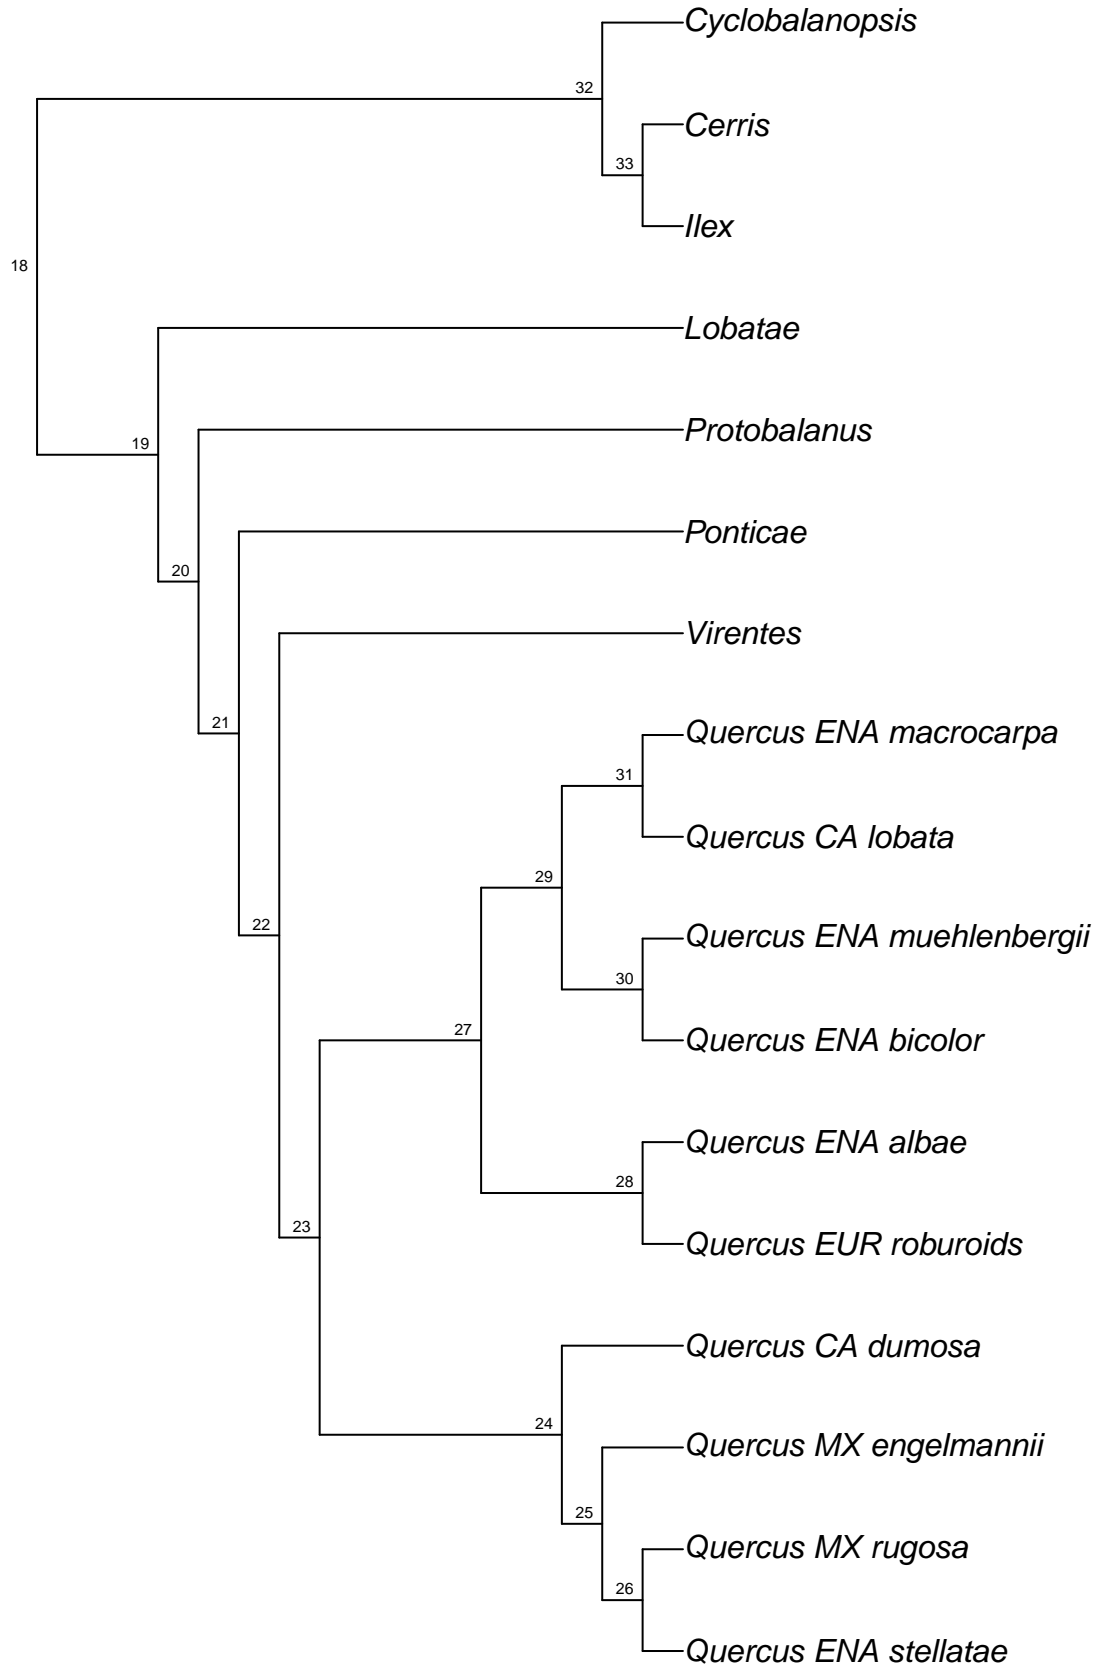 Cyclobalanopsis
32
Cerris
33
Ilex
18
Lobatae
Protobalanus
19
Ponticae
20
Virentes
21
Quercus ENA macrocarpa
31
Quercus CA lobata
29
22
Quercus ENA muehlenbergii
30
27
Quercus ENA bicolor
Quercus ENA albae
28
23
Quercus EUR roburoids
Quercus CA dumosa
24
Quercus MX engelmannii
25
Quercus MX rugosa
26
Quercus ENA stellatae